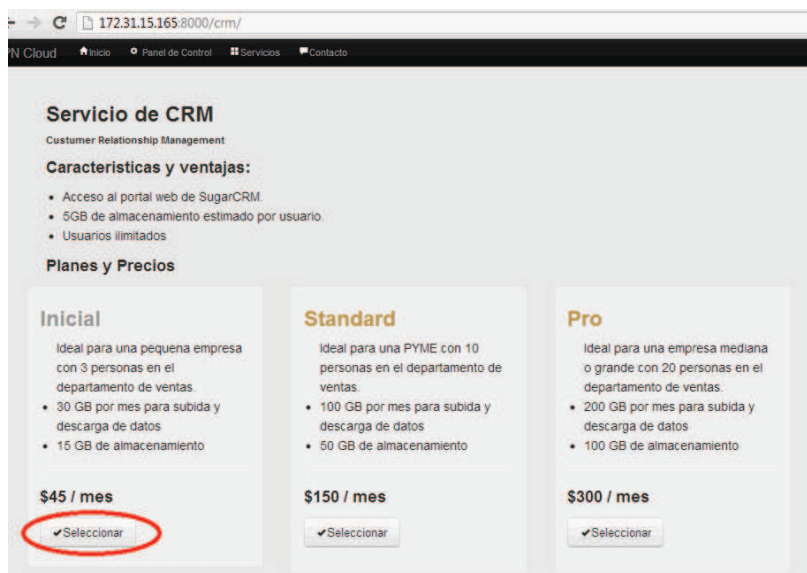 172.31.15.165:8000/crm/
PN Cloud Inicio Panel de Control Servicios Contacto
Servicio de CRM
Custumer Relationship Management
Caracteristicas y ventajas:
• Acceso al portal web de SugarCRM.
• 5GB de almacenamiento estimado por usuario.
• Usuarios ilimitados
Planes y Precios
Inicial
Ideal para una pequena empresa
con 3 personas en el
departamento de ventas.
• 30 GB por mes para subida y
descarga de datos
• 15 GB de almacenamiento
$45 / mes
✔Seleccionar
Standard
Ideal para una PYME con 10
personas en el departamento de
ventas.
• 100 GB por mes para subida y
descarga de datos
• 50 GB de almacenamiento
$150 / mes
✔Seleccionar
Pro
Ideal para una empresa mediana
o grande con 20 personas en el
departamento de ventas.
• 200 GB por mes para subida y
descarga de datos
• 100 GB de almacenamiento
$300 / mes
✔Seleccionar